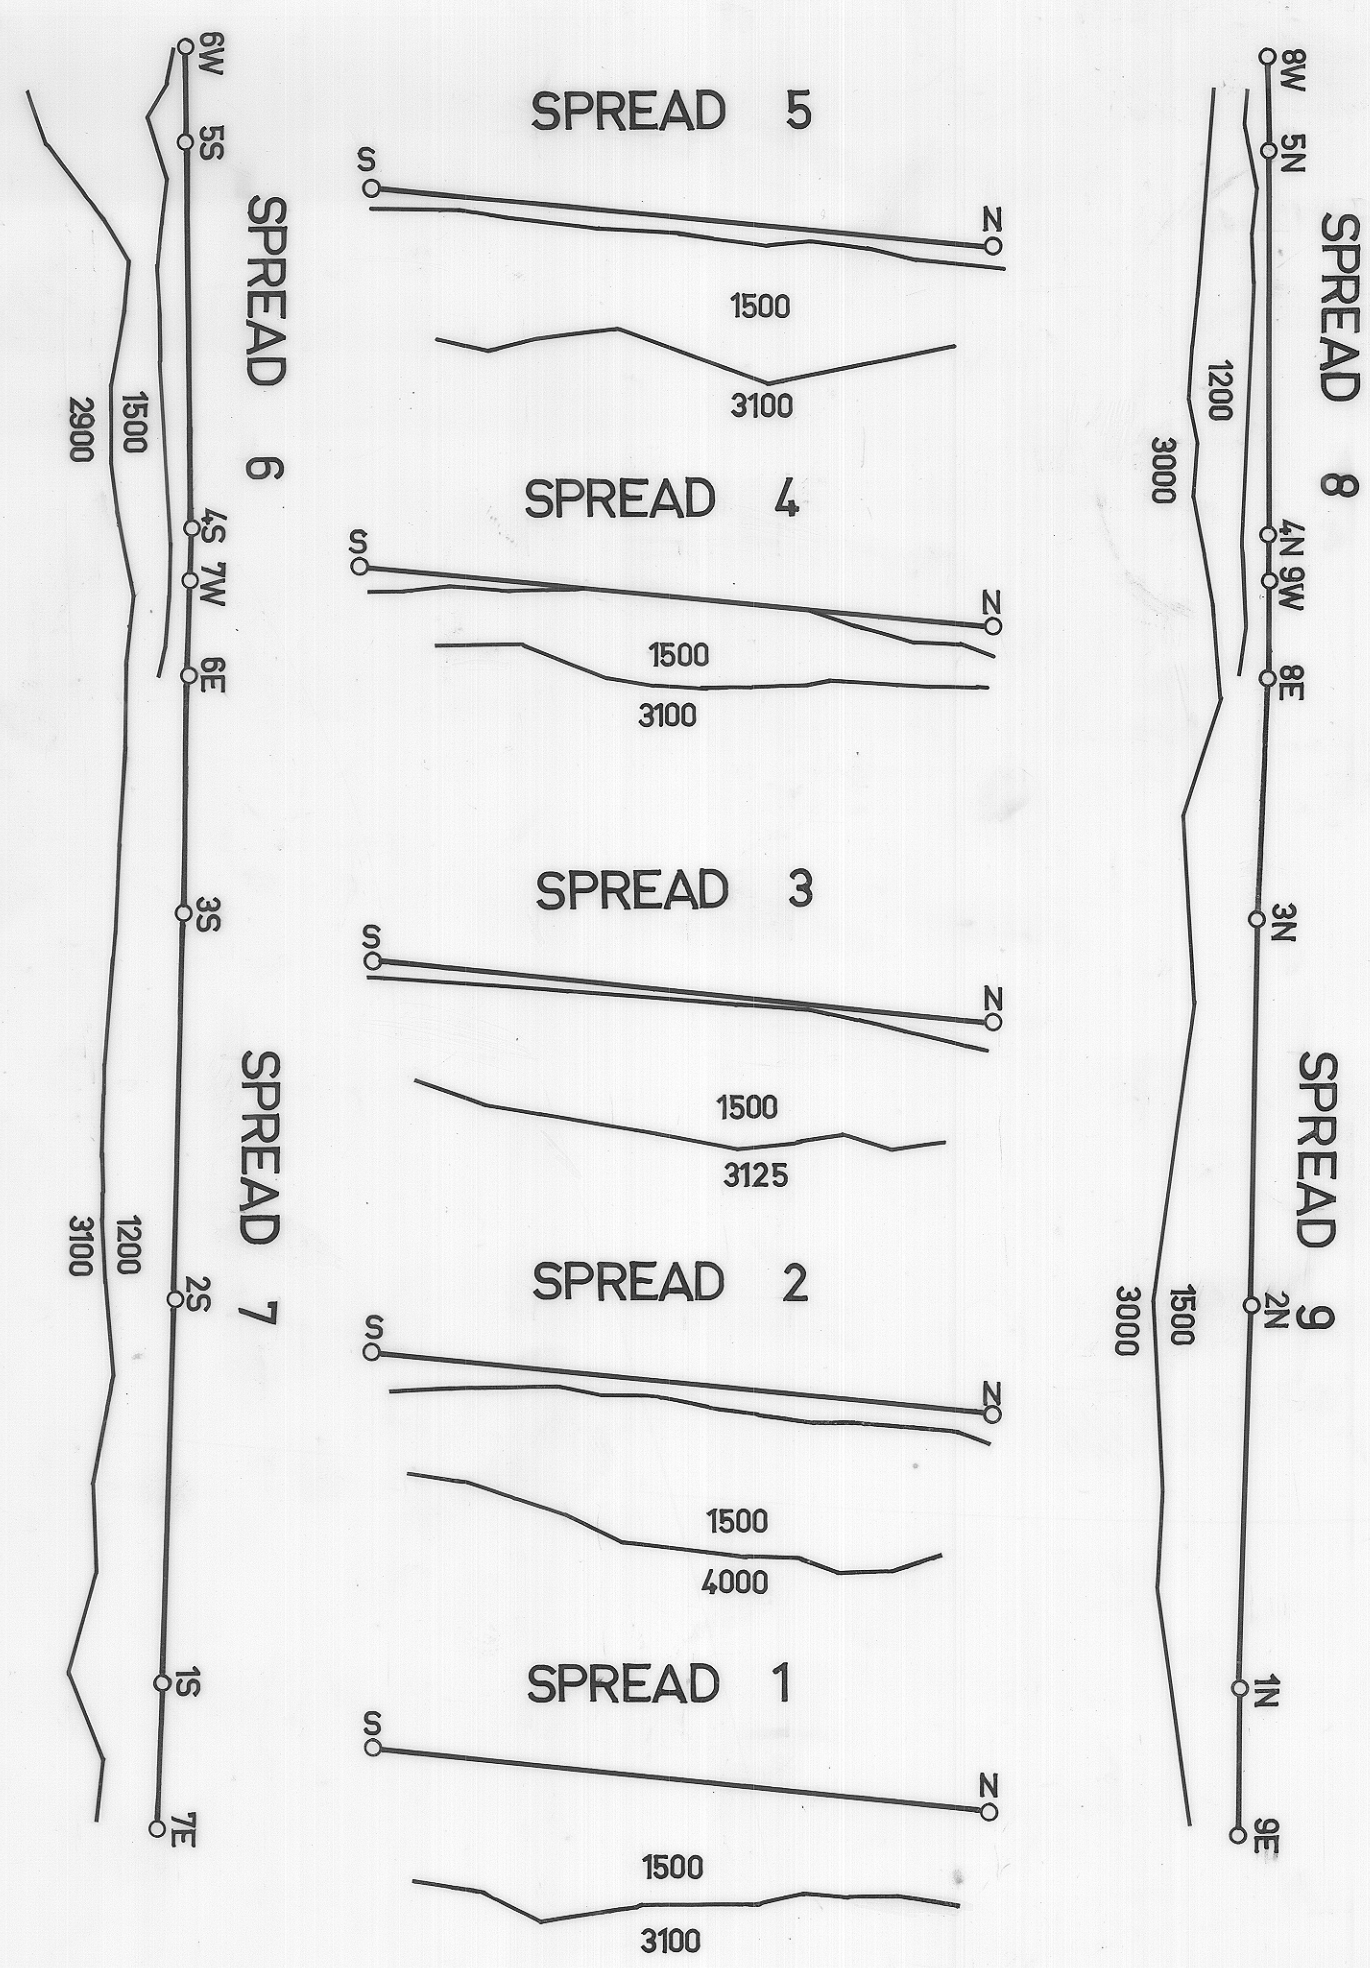 SPREAD 5
S
N
1500
3100
SPREAD 4
S
N
1500
3100
SPREAD 3
S
N
1500
3125
SPREAD 2
S
N
1500
4000
SPREAD 1
S
N
1500
3100
SPREAD 6
6W 5S 4S 7W 6E 3S 2S 1S 7E
1500
2900
SPREAD 7
1200
3100
SPREAD 8
8W 5N 4N 9W 8E 3N 2N 1N 9E
1200
3000
SPREAD 9
1500
3000